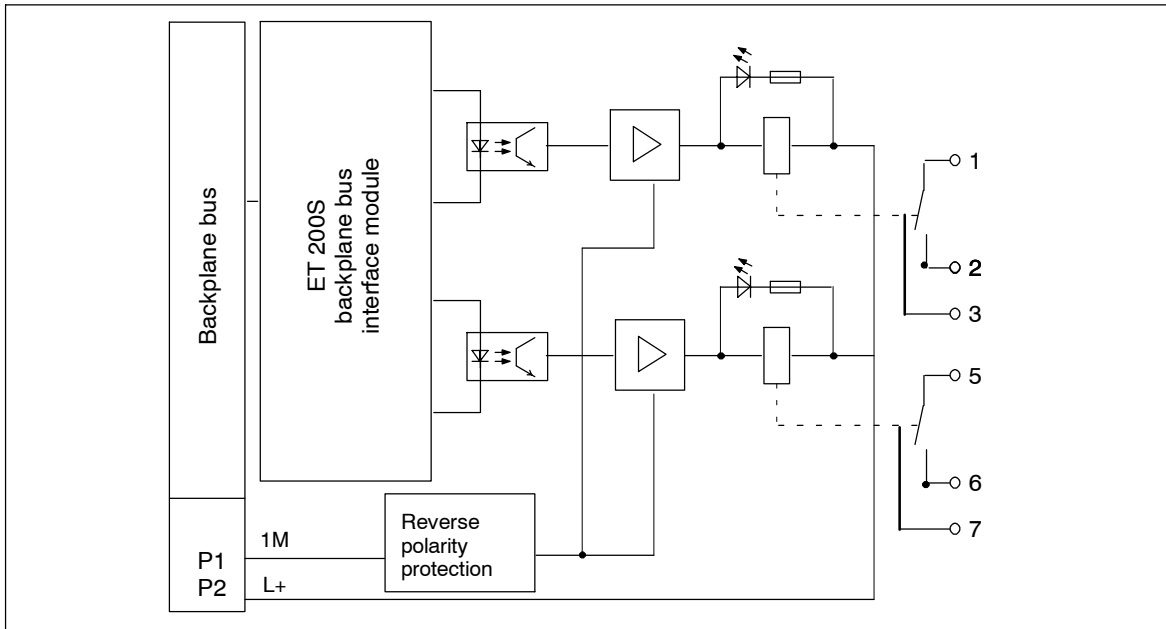 Backplane bus
ET 200S
backplane bus
interface module
1
2
3
5
6
7
P1
P2
1M
L+
Reverse
polarity
protection